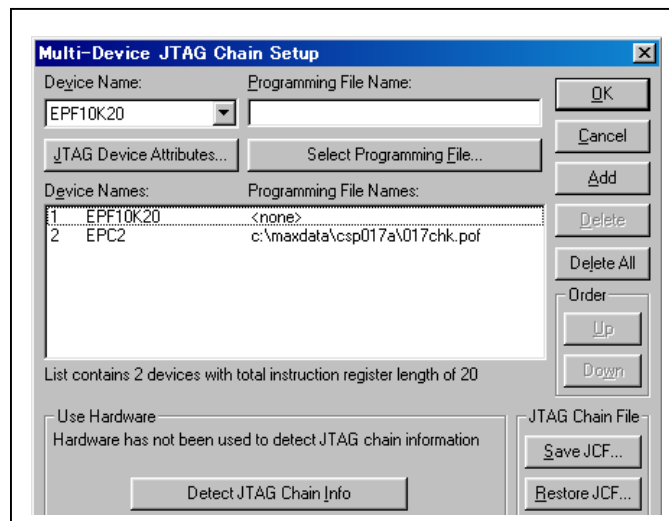 Multi-Device JTAG Chain Setup
Device Name:
Programming File Name:
EPF10K20
JTAG Device Attributes...
Select Programming File...
Device Names:
Programming File Names:
1 EPF10K20 <none>
2 EPC2 c:\maxdata\csp017a\017chk.pof
List contains 2 devices with total instruction register length of 20
Use Hardware
Hardware has not been used to detect JTAG chain information
Detect JTAG Chain Info
OK
Cancel
Add
Delete
Delete All
Order
Up
Down
JTAG Chain File
Save JCF...
Restore JCF...